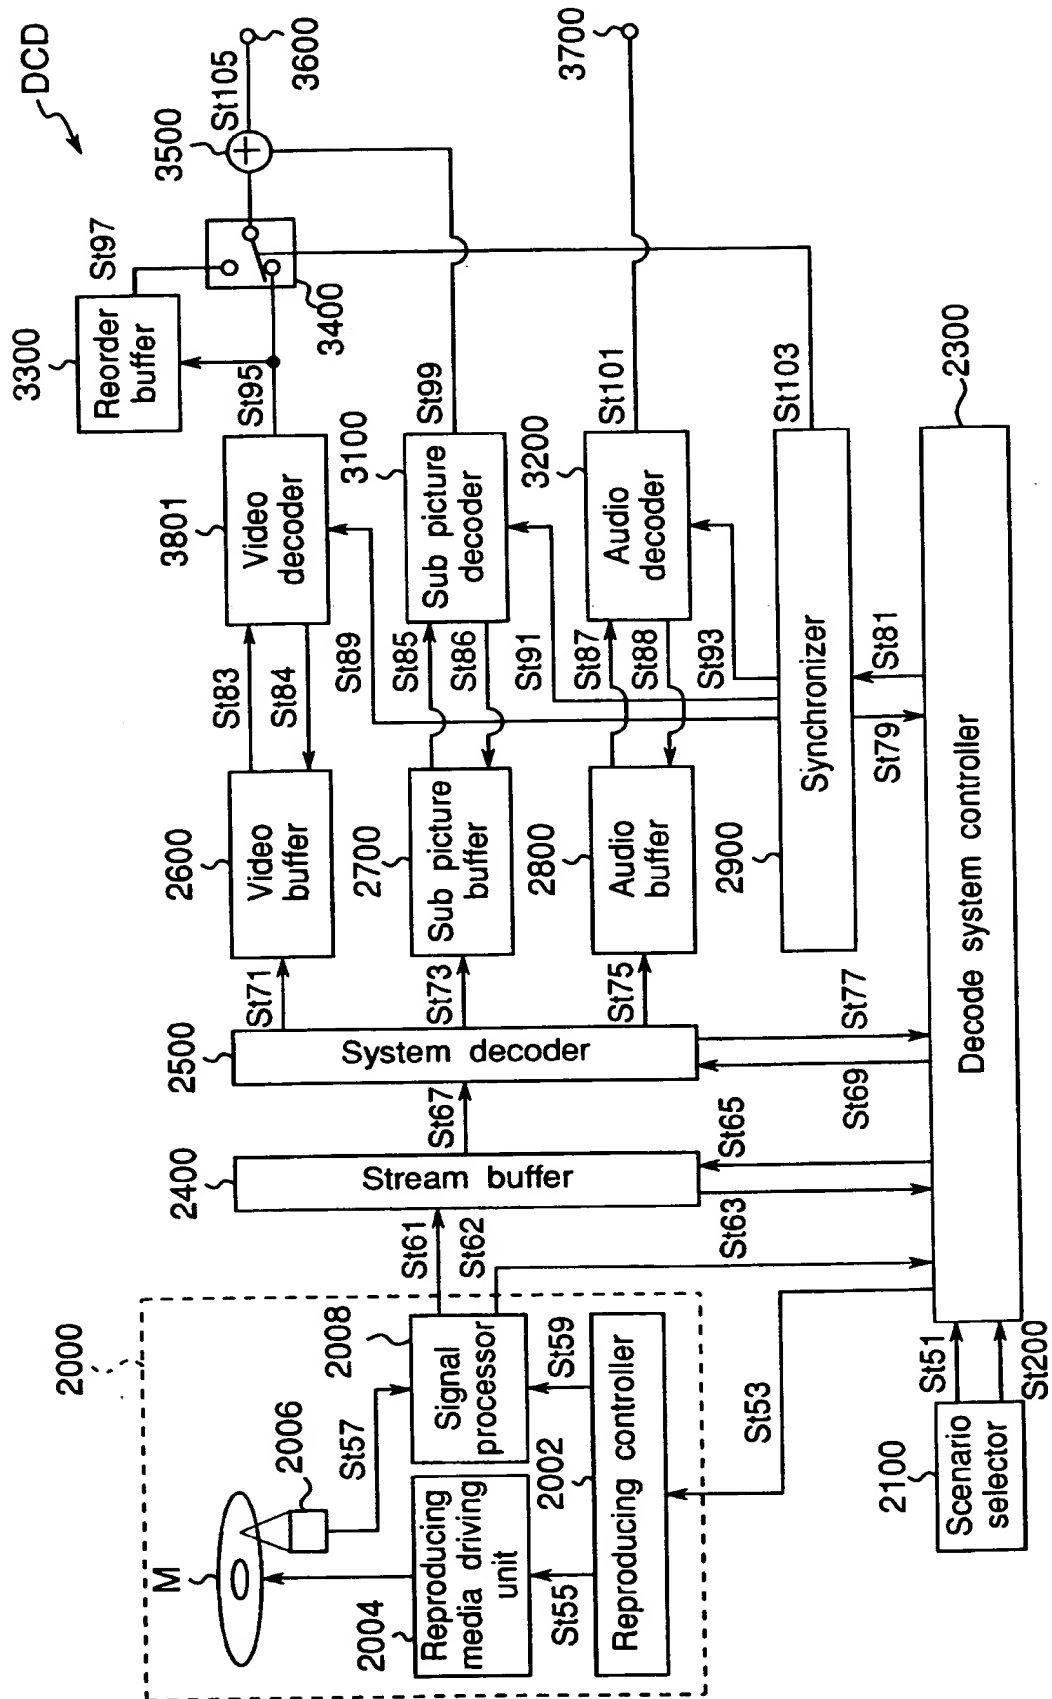 DCD
3300
Reorder
buffer
St97
3500
St105
3600
3400
3801
Video
decoder
St95
2600
Video
buffer
St83
St84
St89
3100
Sub picture
decoder
St99
2700
Sub picture
buffer
St85
St86
St91
3200
Audio
decoder
St101
3700
2800
Audio
buffer
St87
St88
St93
2900
Synchronizer
St103
St79
St81
2300
Decode system controller
2500
System decoder
St71
St73
St75
St77
St69
2400
Stream buffer
St67
St65
St63
St61
St62
2000
M
2006
St57
2008
Signal
processor
St59
2004
Reproducing
media driving
unit
St55
2002
Reproducing controller
St53
2100
Scenario
selector
St51
St200